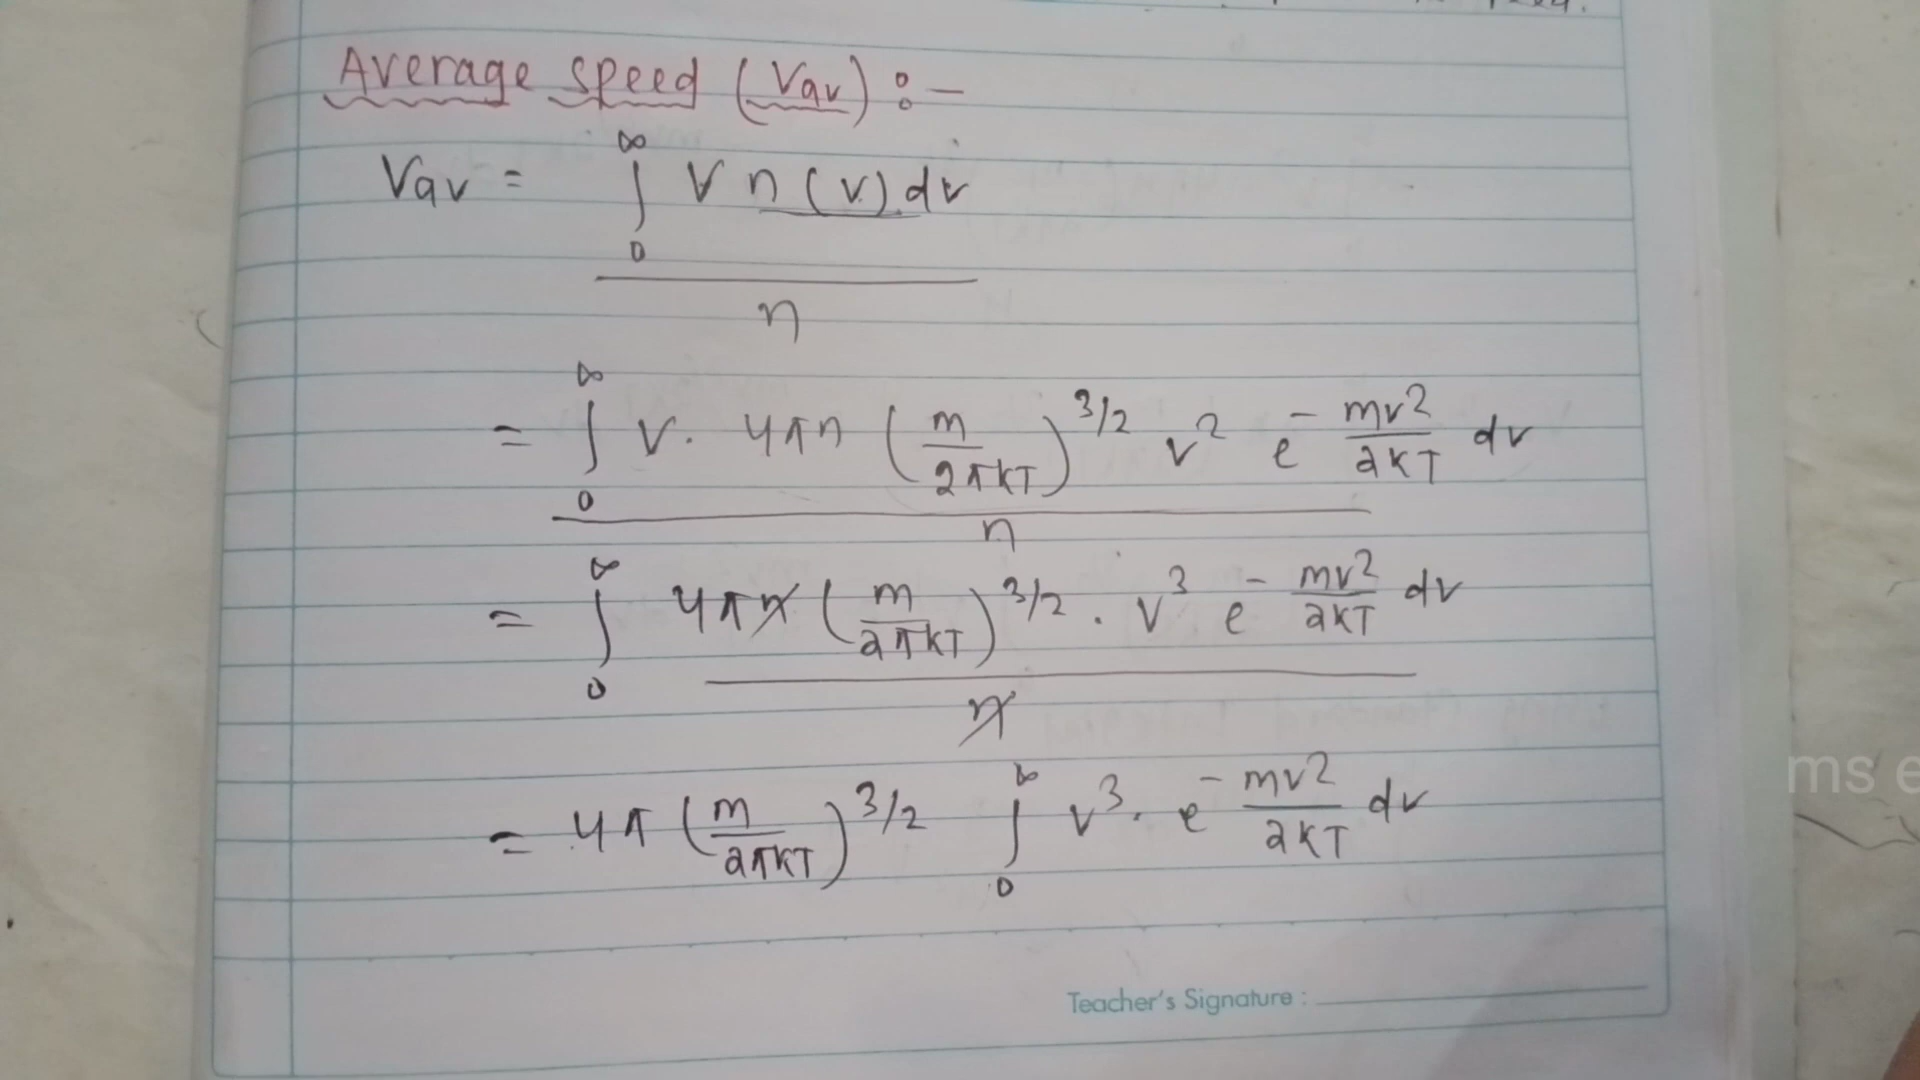 Average speed (Vav) :-
Vav = ∫₀^∞ v n(v) dv / n
= ∫₀^∞ v. 4πn (m/2πkT)^3/2 v² e^-mv²/2kT dv / n
= ∫₀^∞ 4πn (m/2πkT)^3/2 . v³ e^-mv²/2kT dv / n
= 4π (m/2πkT)^3/2 ∫₀^∞ v³. e^-mv²/2kT dv
ms e
Teacher's Signature :